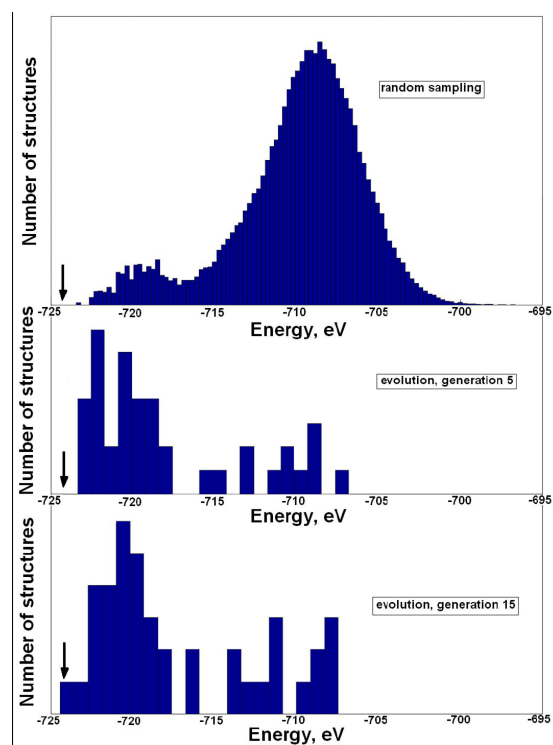 Number of structures
random sampling
-725 -720 -715 -710 -705 -700 -695
Energy, eV
Number of structures
evolution, generation 5
-725 -720 -715 -710 -705 -700 -695
Energy, eV
Number of structures
evolution, generation 15
-725 -720 -715 -710 -705 -700 -695
Energy, eV